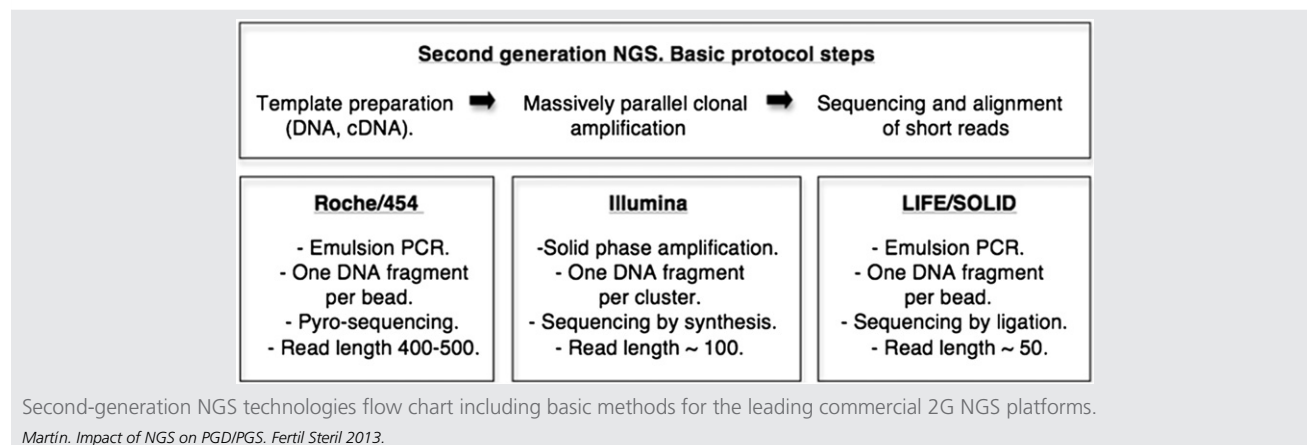 Second generation NGS. Basic protocol steps
Template preparation ➡ Massively parallel clonal ➡ Sequencing and alignment
(DNA, cDNA). amplification of short reads
Roche/454
- Emulsion PCR.
- One DNA fragment
per bead.
- Pyro-sequencing.
- Read length 400-500.
Illumina
-Solid phase amplification.
- One DNA fragment
per cluster.
- Sequencing by synthesis.
- Read length ~ 100.
LIFE/SOLID
- Emulsion PCR.
- One DNA fragment
per bead.
- Sequencing by ligation.
- Read length ~ 50.
Second-generation NGS technologies flow chart including basic methods for the leading commercial 2G NGS platforms.
Martín. Impact of NGS on PGD/PGS. Fertil Steril 2013.